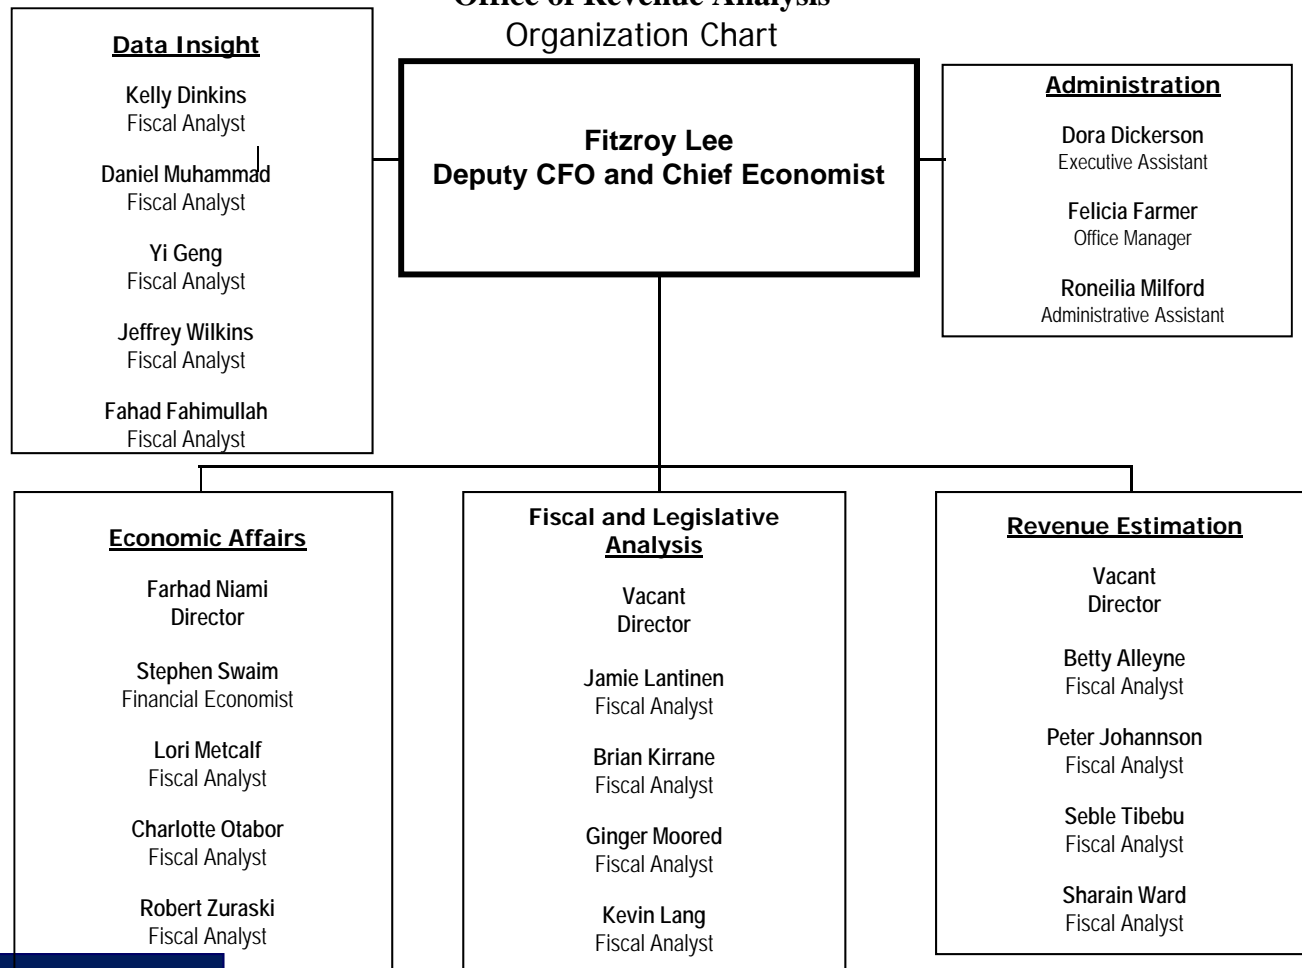 Office of Revenue Analysis
Organization Chart
Data Insight
Kelly Dinkins
Fiscal Analyst
Daniel Muhammad
Fiscal Analyst
Yi Geng
Fiscal Analyst
Jeffrey Wilkins
Fiscal Analyst
Fahad Fahimullah
Fiscal Analyst
Fitzroy Lee
Deputy CFO and Chief Economist
Administration
Dora Dickerson
Executive Assistant
Felicia Farmer
Office Manager
Roneilia Milford
Administrative Assistant
Economic Affairs
Farhad Niami
Director
Stephen Swaim
Financial Economist
Lori Metcalf
Fiscal Analyst
Charlotte Otabor
Fiscal Analyst
Robert Zuraski
Fiscal Analyst
Fiscal and Legislative
Analysis
Vacant
Director
Jamie Lantinen
Fiscal Analyst
Brian Kirrane
Fiscal Analyst
Ginger Moored
Fiscal Analyst
Kevin Lang
Fiscal Analyst
Revenue Estimation
Vacant
Director
Betty Alleyne
Fiscal Analyst
Peter Johannson
Fiscal Analyst
Seble Tibebu
Fiscal Analyst
Sharain Ward
Fiscal Analyst